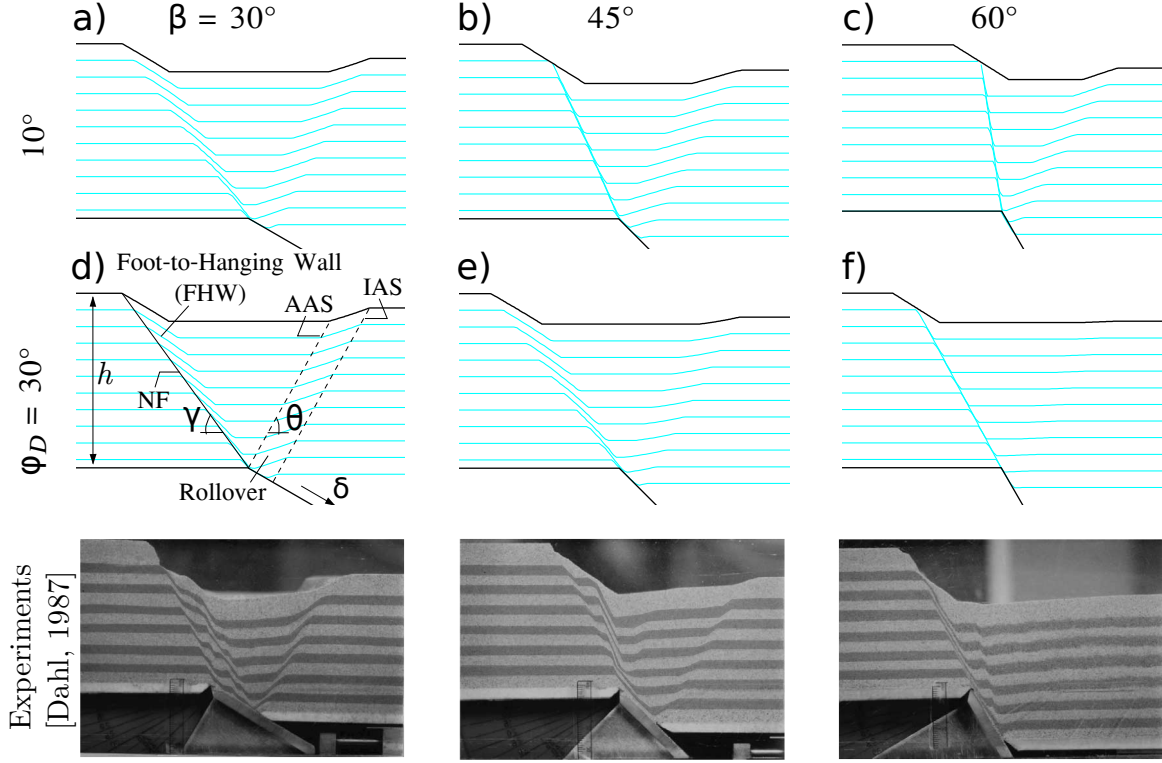 a) β = 30°
b) 45°
c) 60°
10°
d) Foot-to-Hanging Wall
(FHW)
AAS
IAS
e)
f)
h
NF
γ
θ
Rollover
δ
φD = 30°
Experiments
[Dahl, 1987]